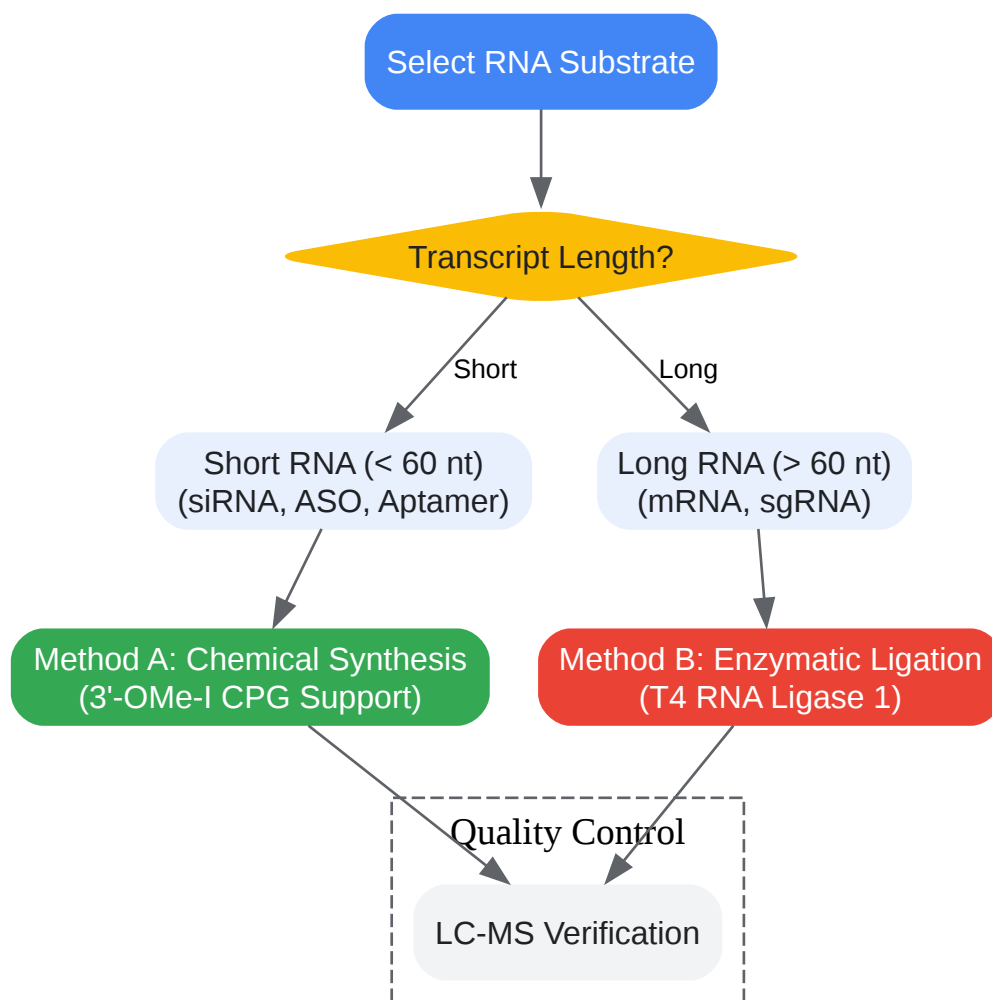 Select RNA Substrate
Transcript Length?
Short
Long
Short RNA (< 60 nt)
(siRNA, ASO, Aptamer)
Long RNA (> 60 nt)
(mRNA, sgRNA)
Method A: Chemical Synthesis
(3'-OMe-I CPG Support)
Method B: Enzymatic Ligation
(T4 RNA Ligase 1)
Quality Control
LC-MS Verification